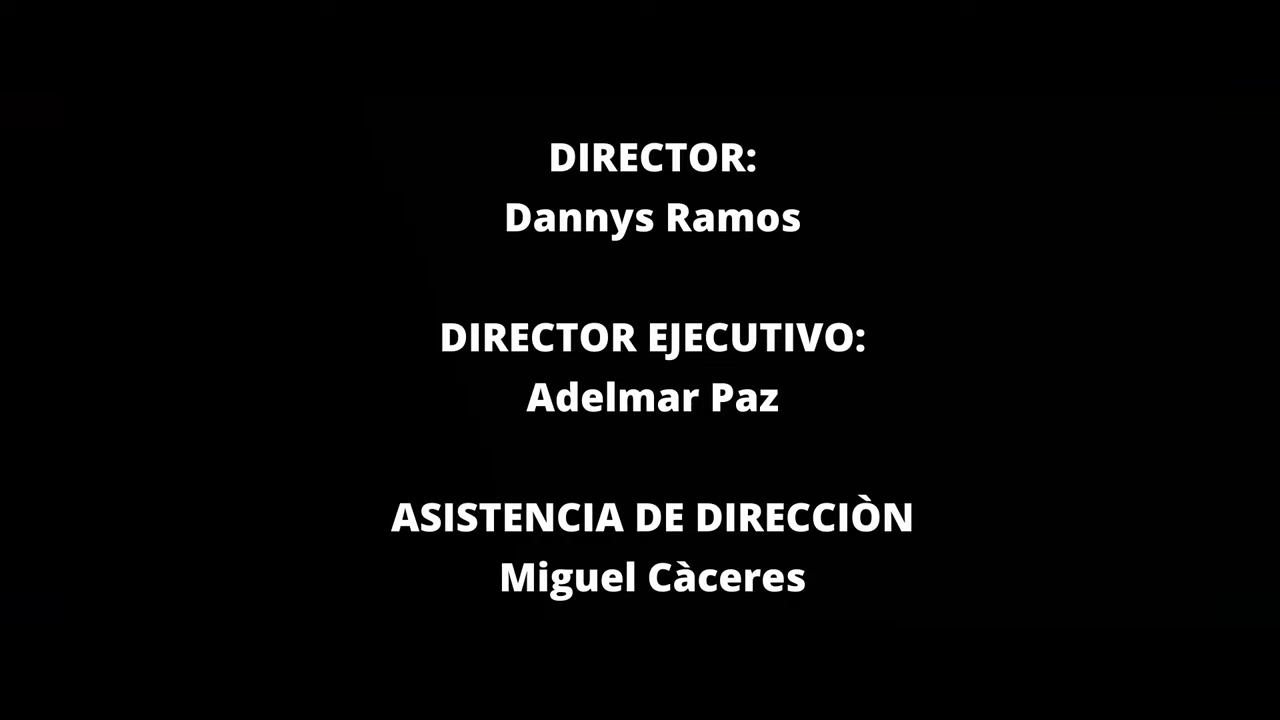 DIRECTOR:
Dannys Ramos
DIRECTOR EJECUTIVO:
Adelmar Paz
ASISTENCIA DE DIRECCIÒN
Miguel Càceres